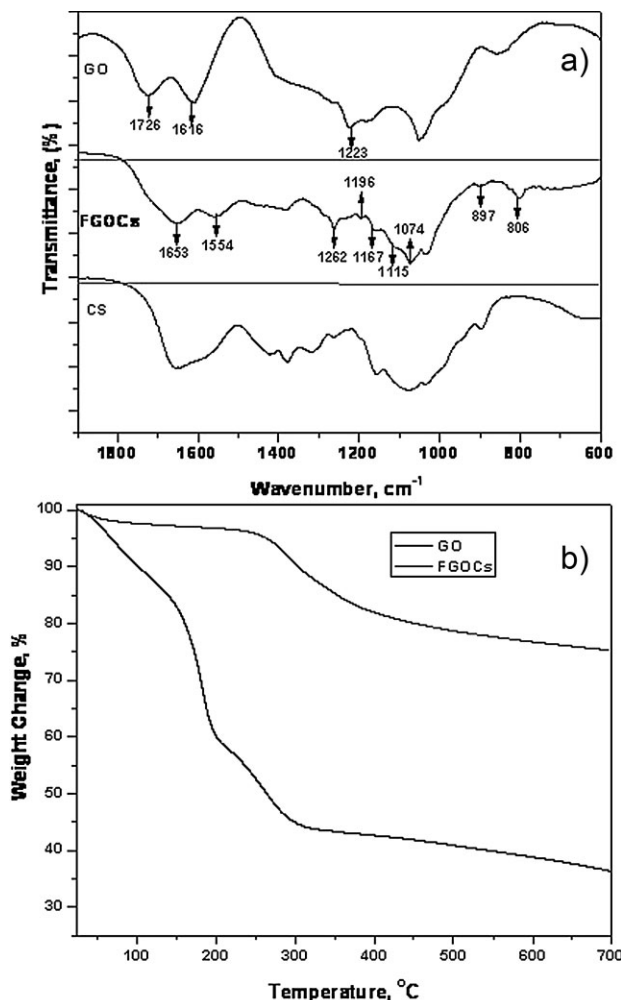 a)
GO
1726
1616
1223
FGOCs
1196
1074
897
806
1653
1554
1262
1167
1115
CS
Transmittance, (%)
1800 1600 1400 1200 1000 800 600
Wavenumber, cm-1
b)
GO
FGOCs
100
90
80
70
60
50
40
30
Weight Change, %
100 200 300 400 500 600 700
Temperature, °C